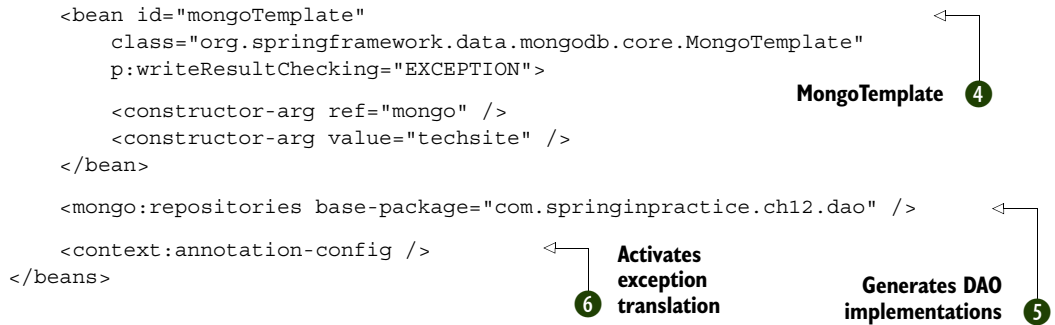 <bean id="mongoTemplate"
class="org.springframework.data.mongodb.core.MongoTemplate"
p:writeResultChecking="EXCEPTION">
MongoTemplate 4
<constructor-arg ref="mongo" />
<constructor-arg value="techsite" />
</bean>
<mongo:repositories base-package="com.springinpractice.ch12.dao" />
<context:annotation-config />
</beans>
6 Activates
exception
translation
Generates DAO
implementations 5